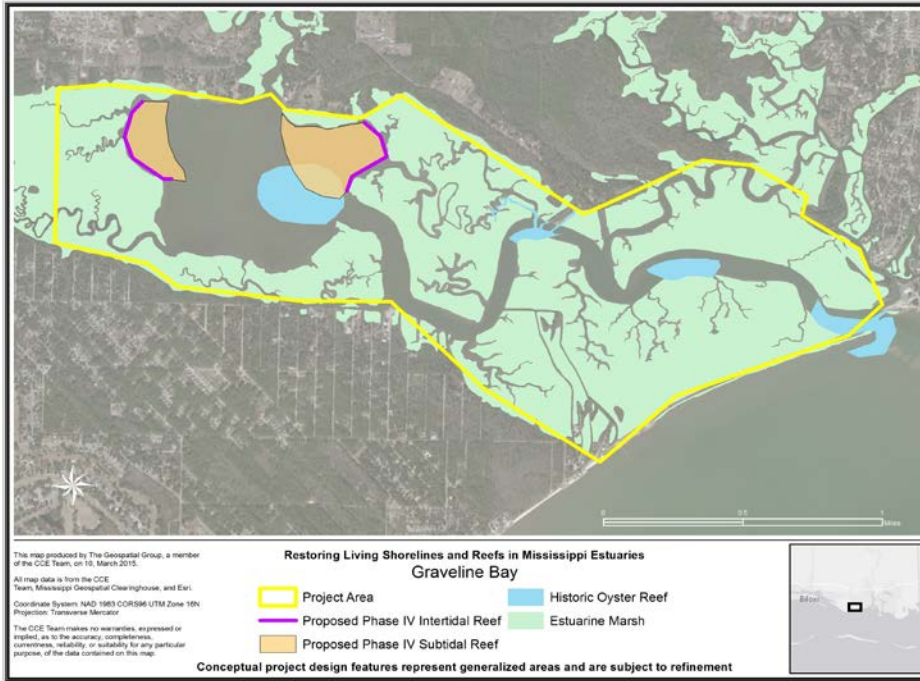 0 0.5 1
Miles
This map produced by The Geospatial Group, a member
of the CCE Team, on 10, March 2015.
All map data is from the CCE
Team, Mississippi Geospatial Clearinghouse, and Esri.
Coordinate System: NAD 1983 CORS96 UTM Zone 16N
Projection: Transverse Mercator
The CCE Team makes no warranties, expressed or
implied, as to the accuracy, completeness,
currentness, reliability, or suitability for any particular
purpose, of the data contained on this map.
Restoring Living Shorelines and Reefs in Mississippi Estuaries
Graveline Bay
Project Area
Proposed Phase IV Intertidal Reef
Proposed Phase IV Subtidal Reef
Historic Oyster Reef
Estuarine Marsh
Conceptual project design features represent generalized areas and are subject to refinement
Biloxi